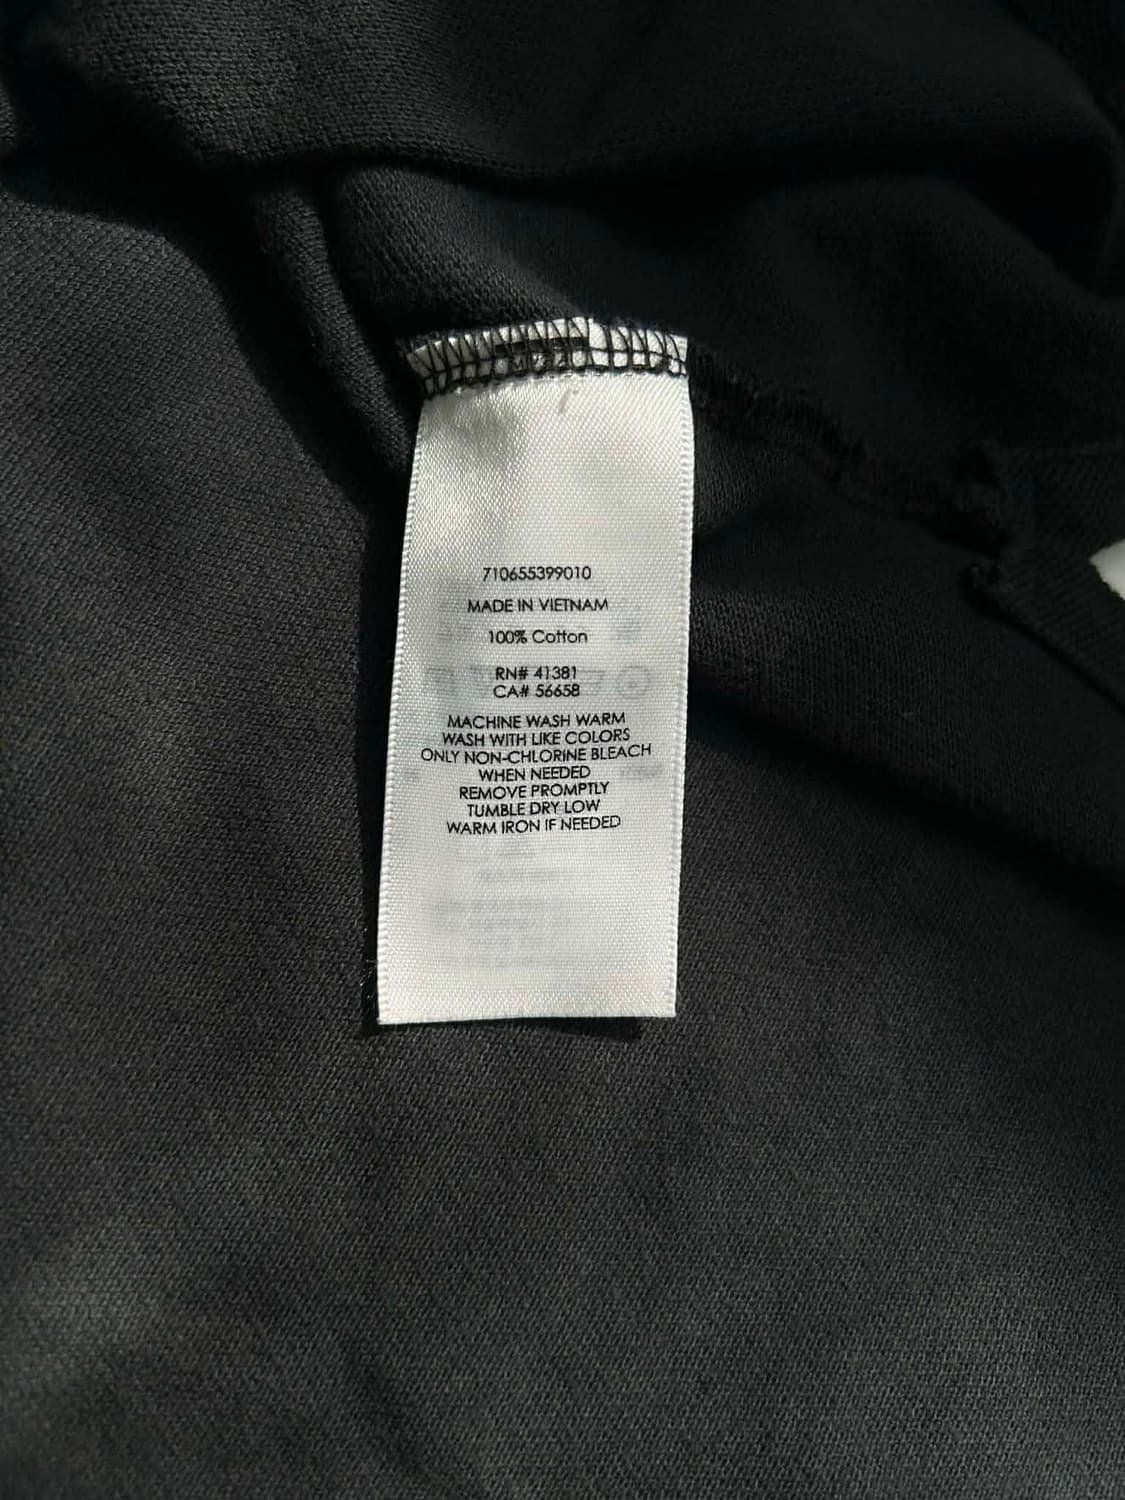 710655399010
MADE IN VIETNAM
100% Cotton
RN# 41381
CA# 56658
MACHINE WASH WARM
WASH WITH LIKE COLORS
ONLY NON-CHLORINE BLEACH
WHEN NEEDED
REMOVE PROMPTLY
TUMBLE DRY LOW
WARM IRON IF NEEDED